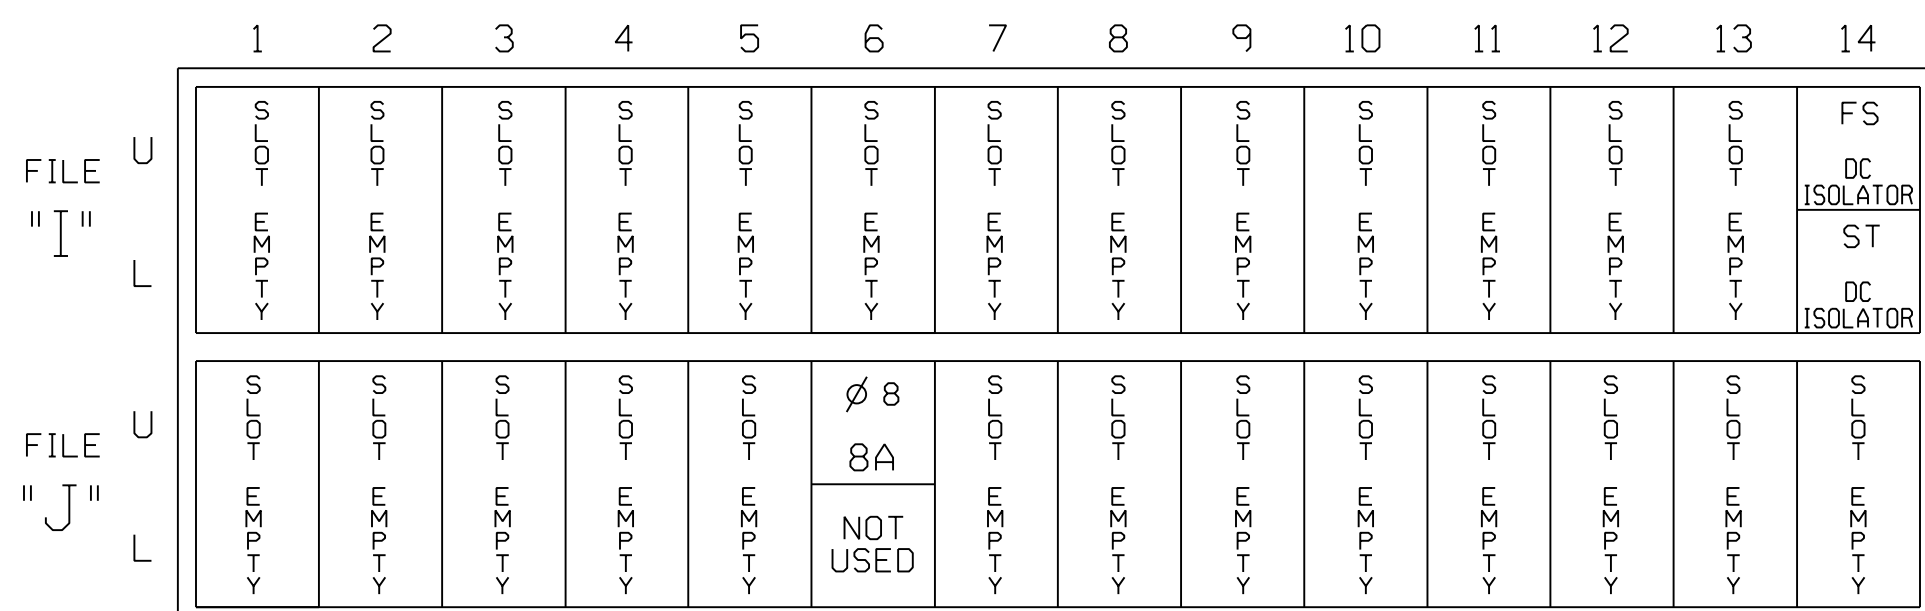 1 2 3 4 5 6 7 8 9 10 11 12 13 14
FILE "I"
U
L
SLOT EMPTY
SLOT EMPTY
SLOT EMPTY
SLOT EMPTY
SLOT EMPTY
SLOT EMPTY
SLOT EMPTY
SLOT EMPTY
SLOT EMPTY
SLOT EMPTY
SLOT EMPTY
SLOT EMPTY
SLOT EMPTY
FS
DC
ISOLATOR
ST
DC
ISOLATOR
FILE "J"
U
L
SLOT EMPTY
SLOT EMPTY
SLOT EMPTY
SLOT EMPTY
SLOT EMPTY
Ø 8
8A
NOT
USED
SLOT EMPTY
SLOT EMPTY
SLOT EMPTY
SLOT EMPTY
SLOT EMPTY
SLOT EMPTY
SLOT EMPTY
SLOT EMPTY